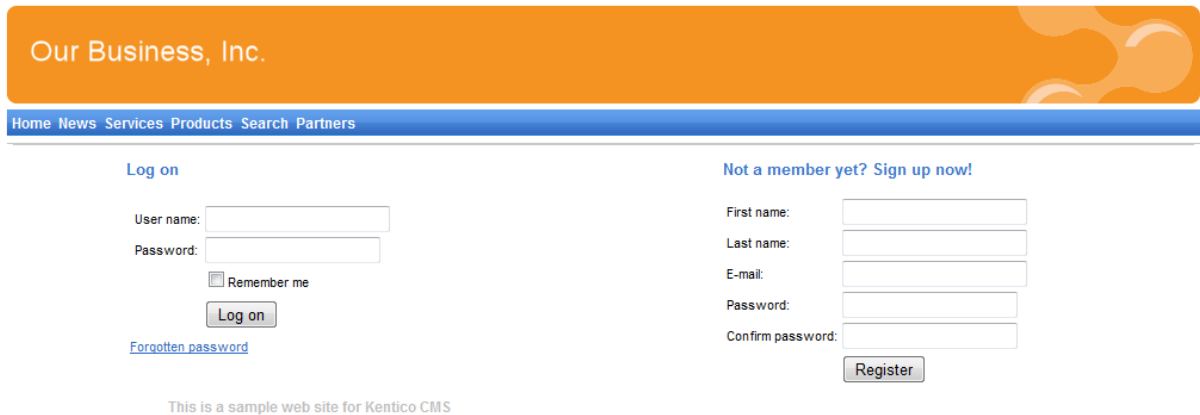 Our Business, Inc.
Home News Services Products Search Partners
Log on
User name:
Password:
Remember me
Log on
Forgotten password
Not a member yet? Sign up now!
First name:
Last name:
E-mail:
Password:
Confirm password:
Register
This is a sample web site for Kentico CMS